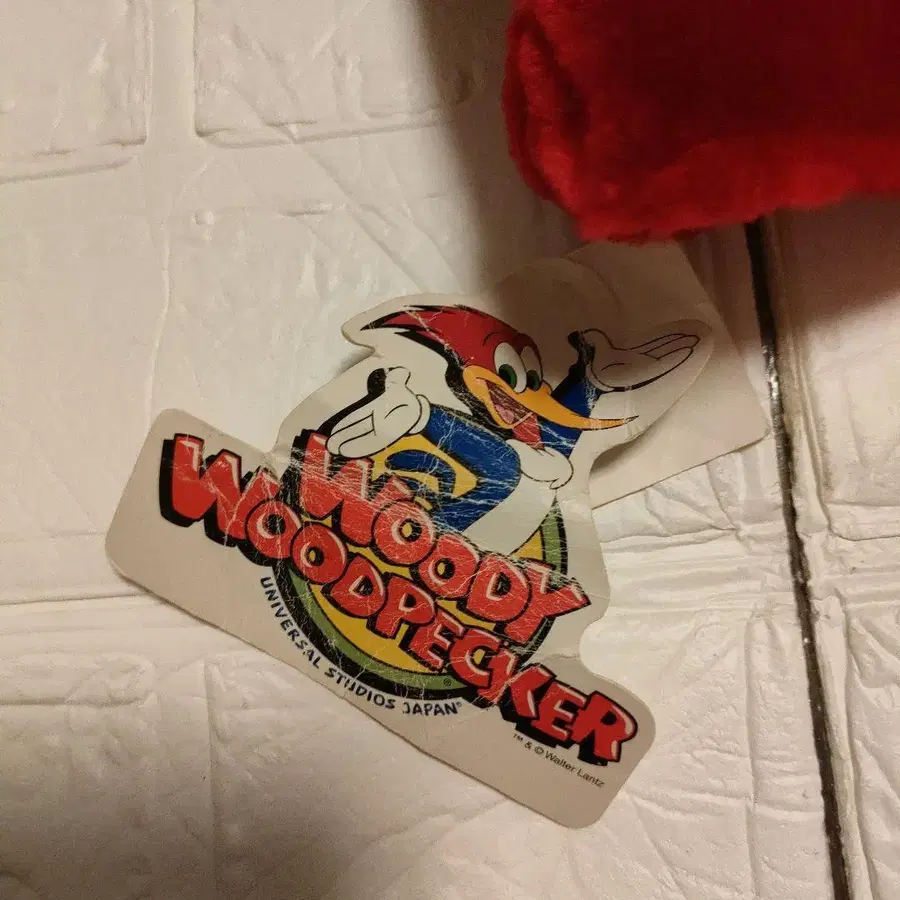 WOODY
WOODPECKER
®
UNIVERSAL STUDIOS JAPAN®
™ & © Walter Lantz